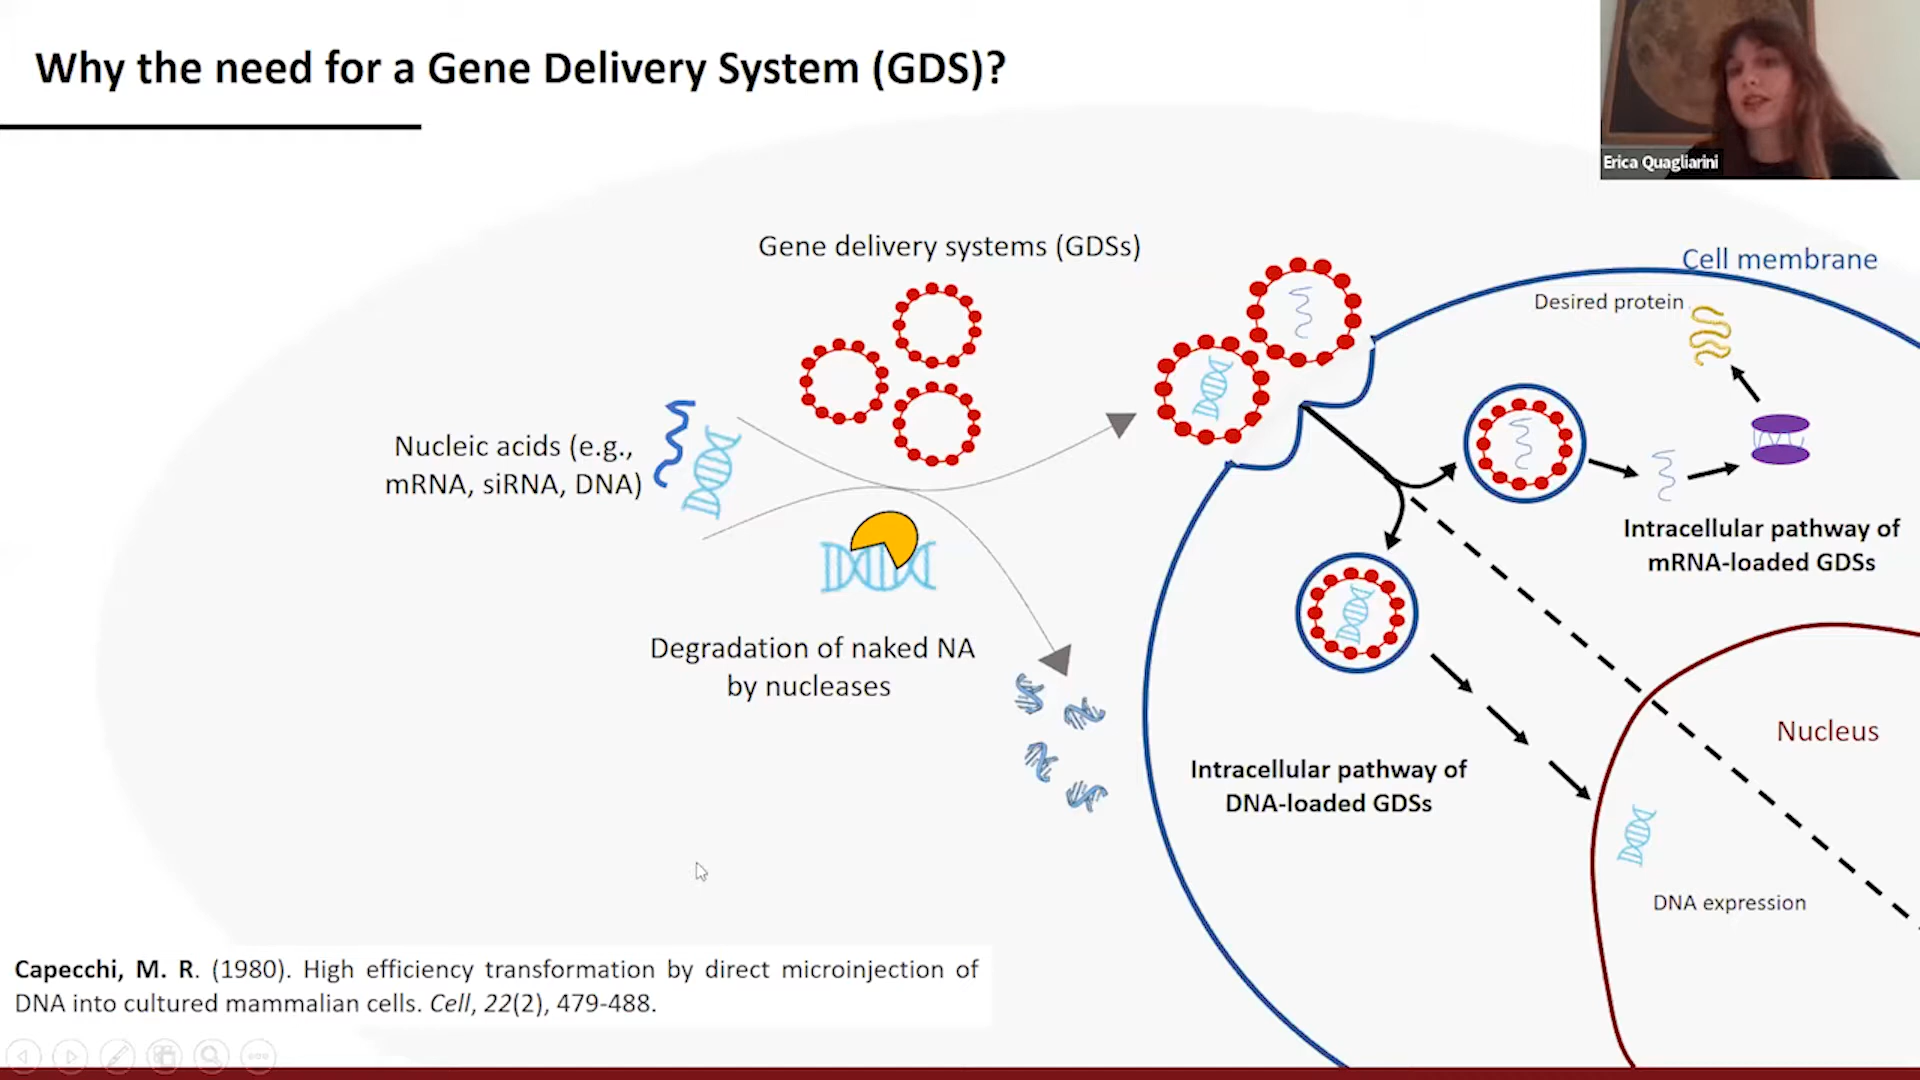 Why the need for a Gene Delivery System (GDS)?
Erica Quagliarini
Gene delivery systems (GDSs)
Cell membrane
Desired protein
Nucleic acids (e.g.,
mRNA, siRNA, DNA)
Intracellular pathway of
mRNA-loaded GDSs
Degradation of naked NA
by nucleases
Nucleus
Intracellular pathway of
DNA-loaded GDSs
DNA expression
Capecchi, M. R. (1980). High efficiency transformation by direct microinjection of
DNA into cultured mammalian cells. Cell, 22(2), 479-488.